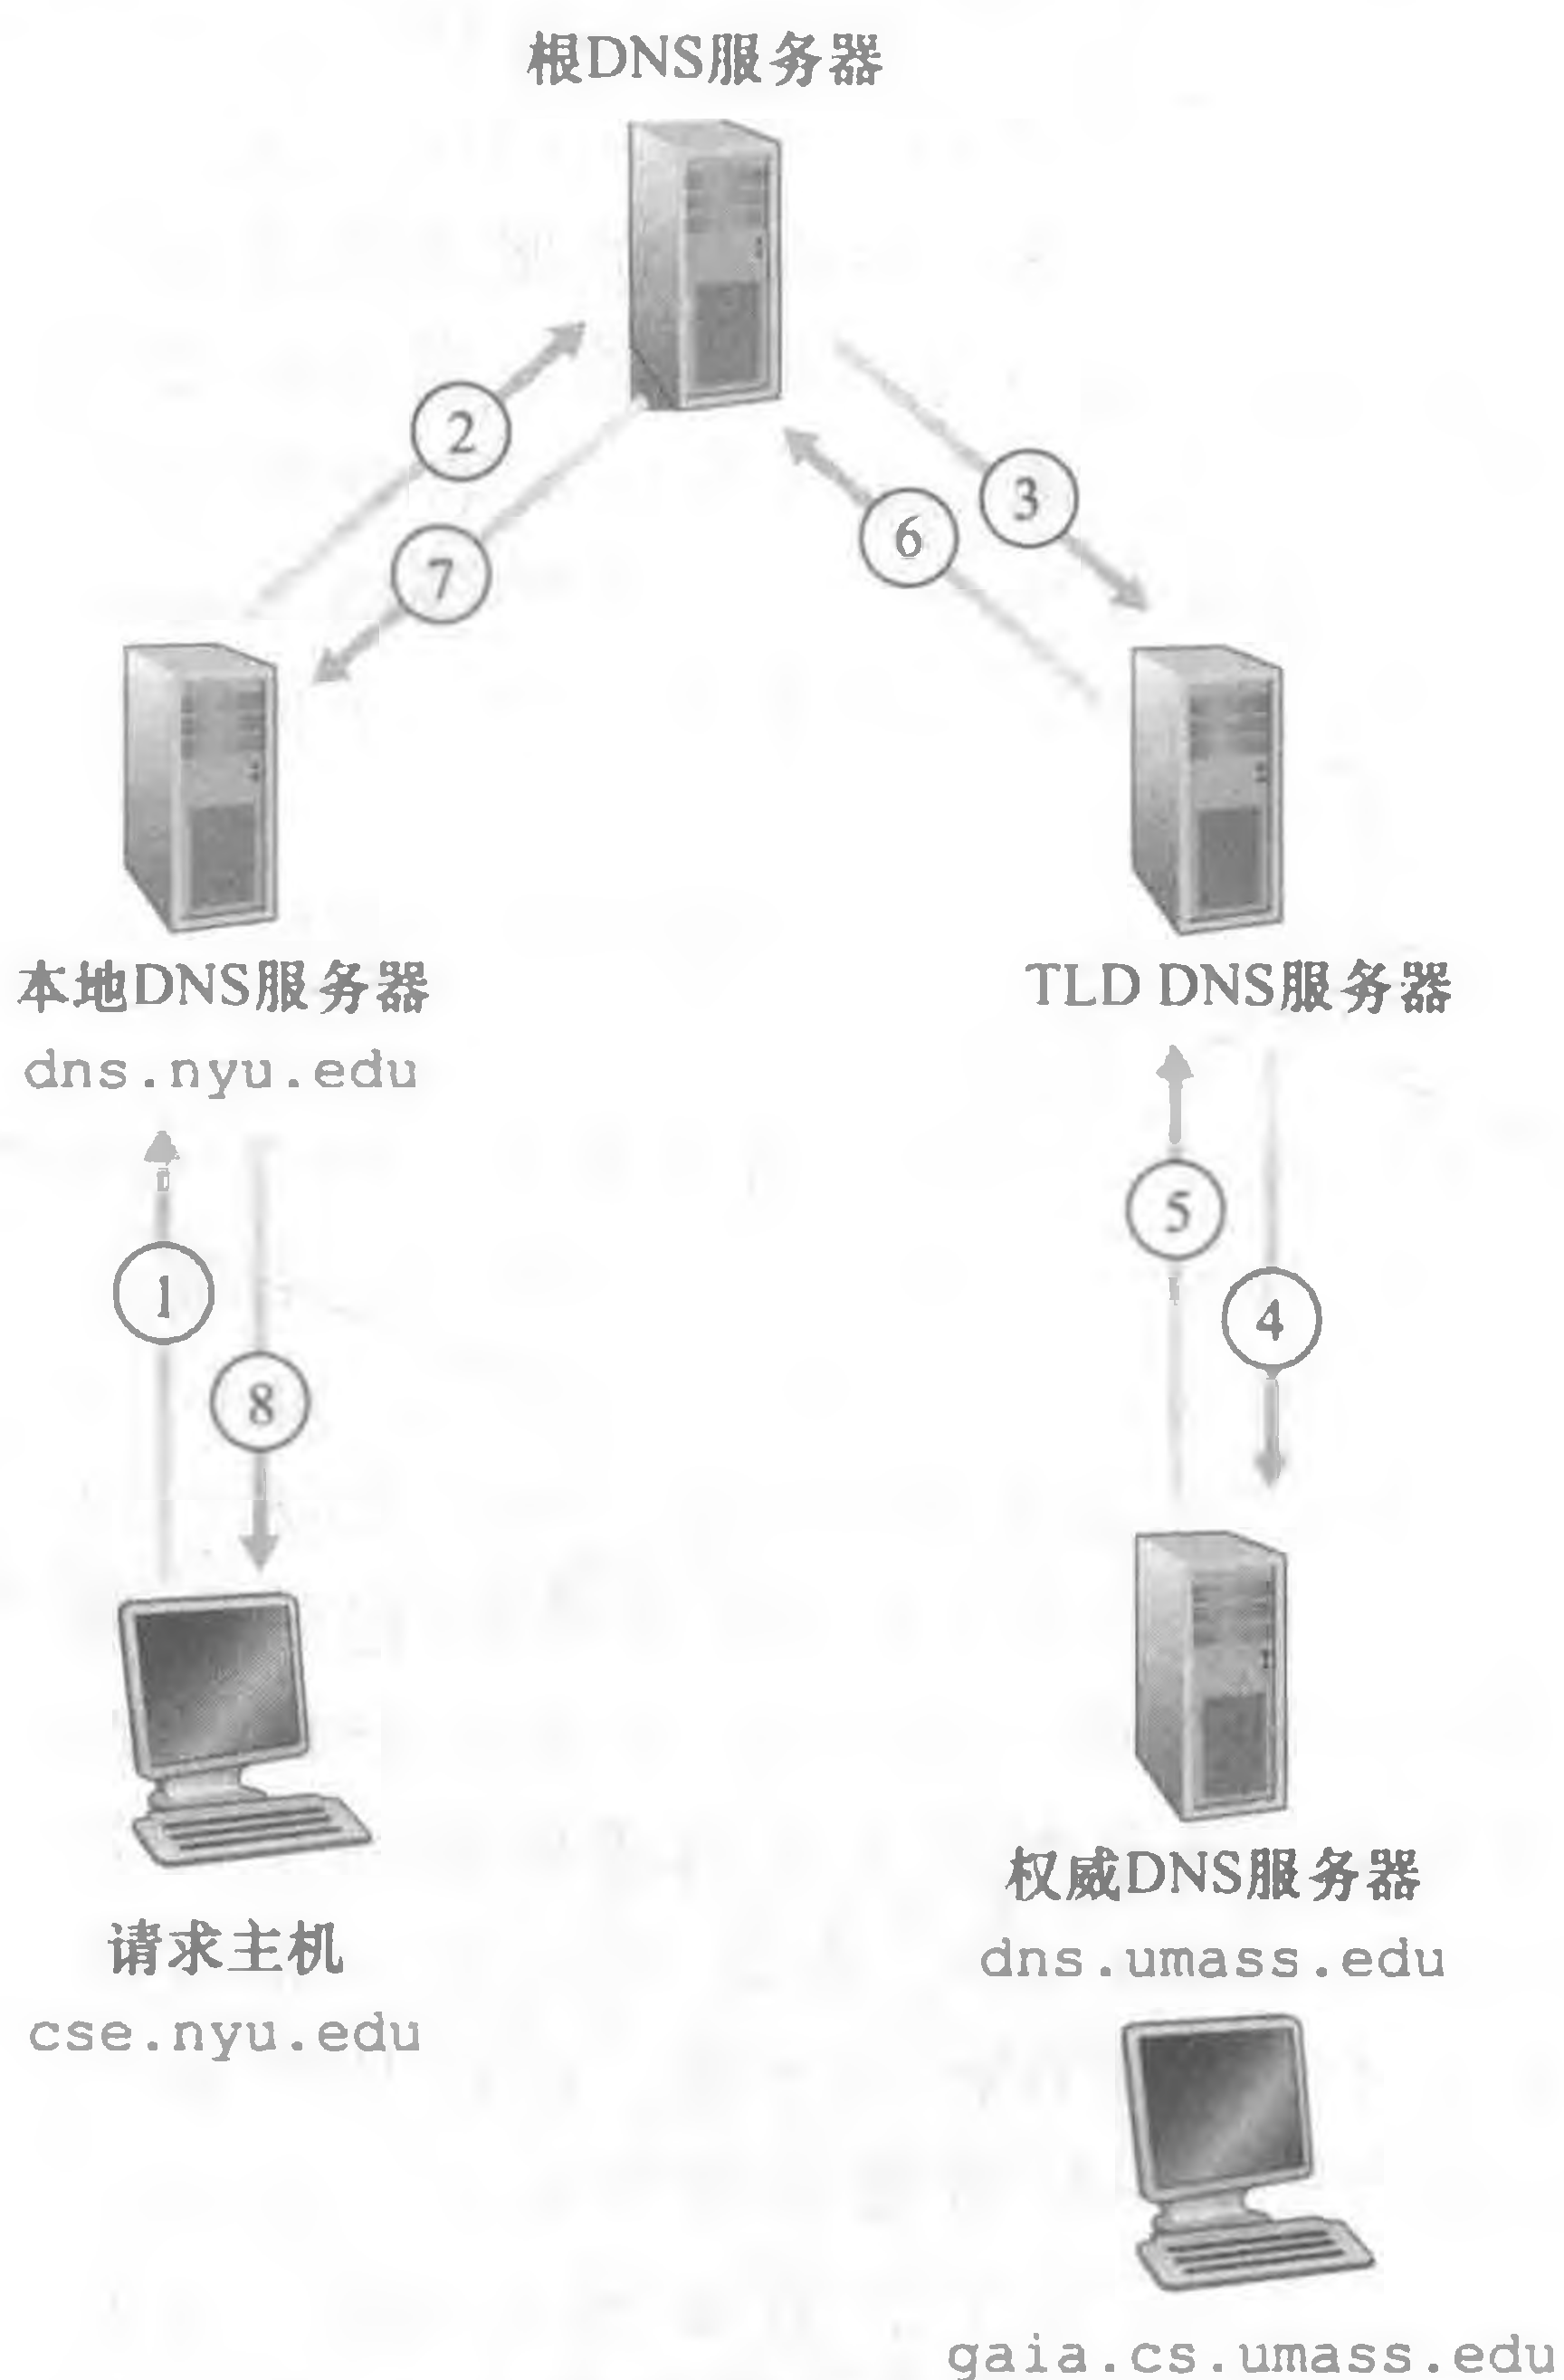 根DNS服务器
2
3
6
7
本地DNS服务器
dns.nyu.edu
TLD DNS服务器
1
8
5
4
请求主机
cse.nyu.edu
权威DNS服务器
dns.umass.edu
gaia.cs.umass.edu